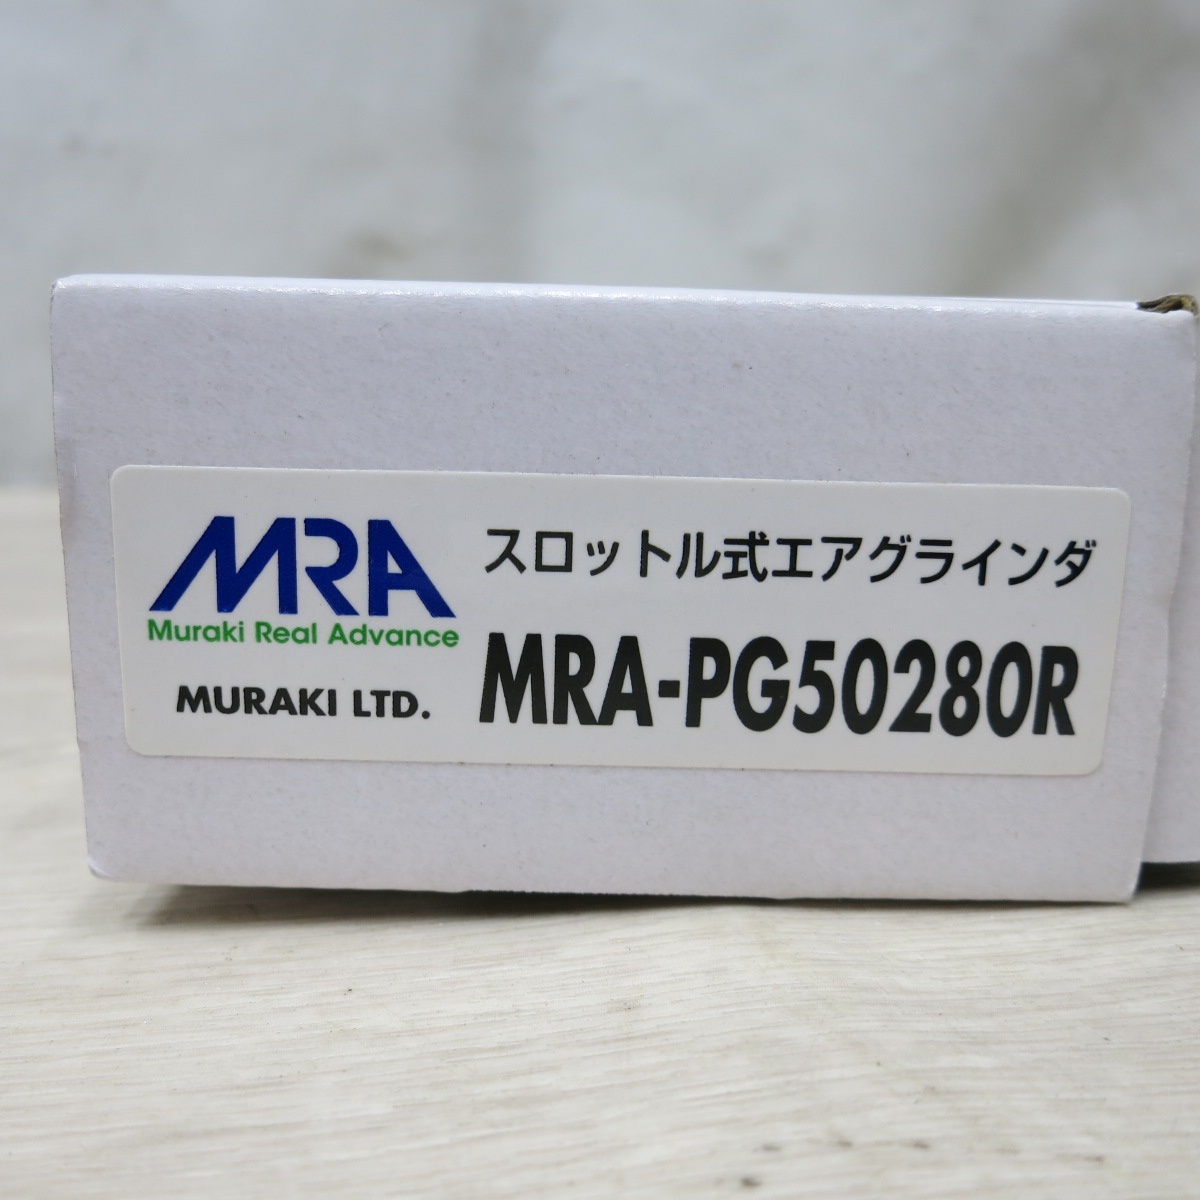 MRA
Muraki Real Advance
MURAKI LTD.
スロットル式エアグラインダ
MRA-PG50280R